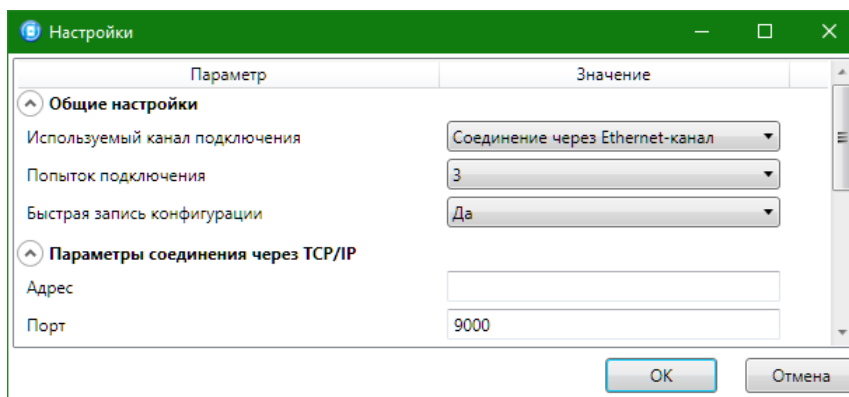 Настройки
Параметр Значение
Общие настройки
Используемый канал подключения Соединение через Ethernet-канал
Попыток подключения 3
Быстрая запись конфигурации Да
Параметры соединения через TCP/IP
Адрес
Порт 9000
OK Отмена